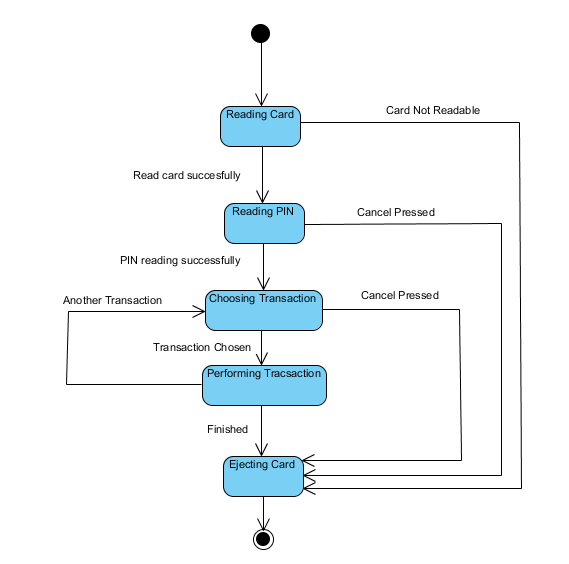 Reading Card
Card Not Readable
Read card succesfully
Reading PIN
Cancel Pressed
PIN reading successfully
Choosing Transaction
Cancel Pressed
Another Transaction
Transaction Chosen
Performing Tracsaction
Finished
Ejecting Card